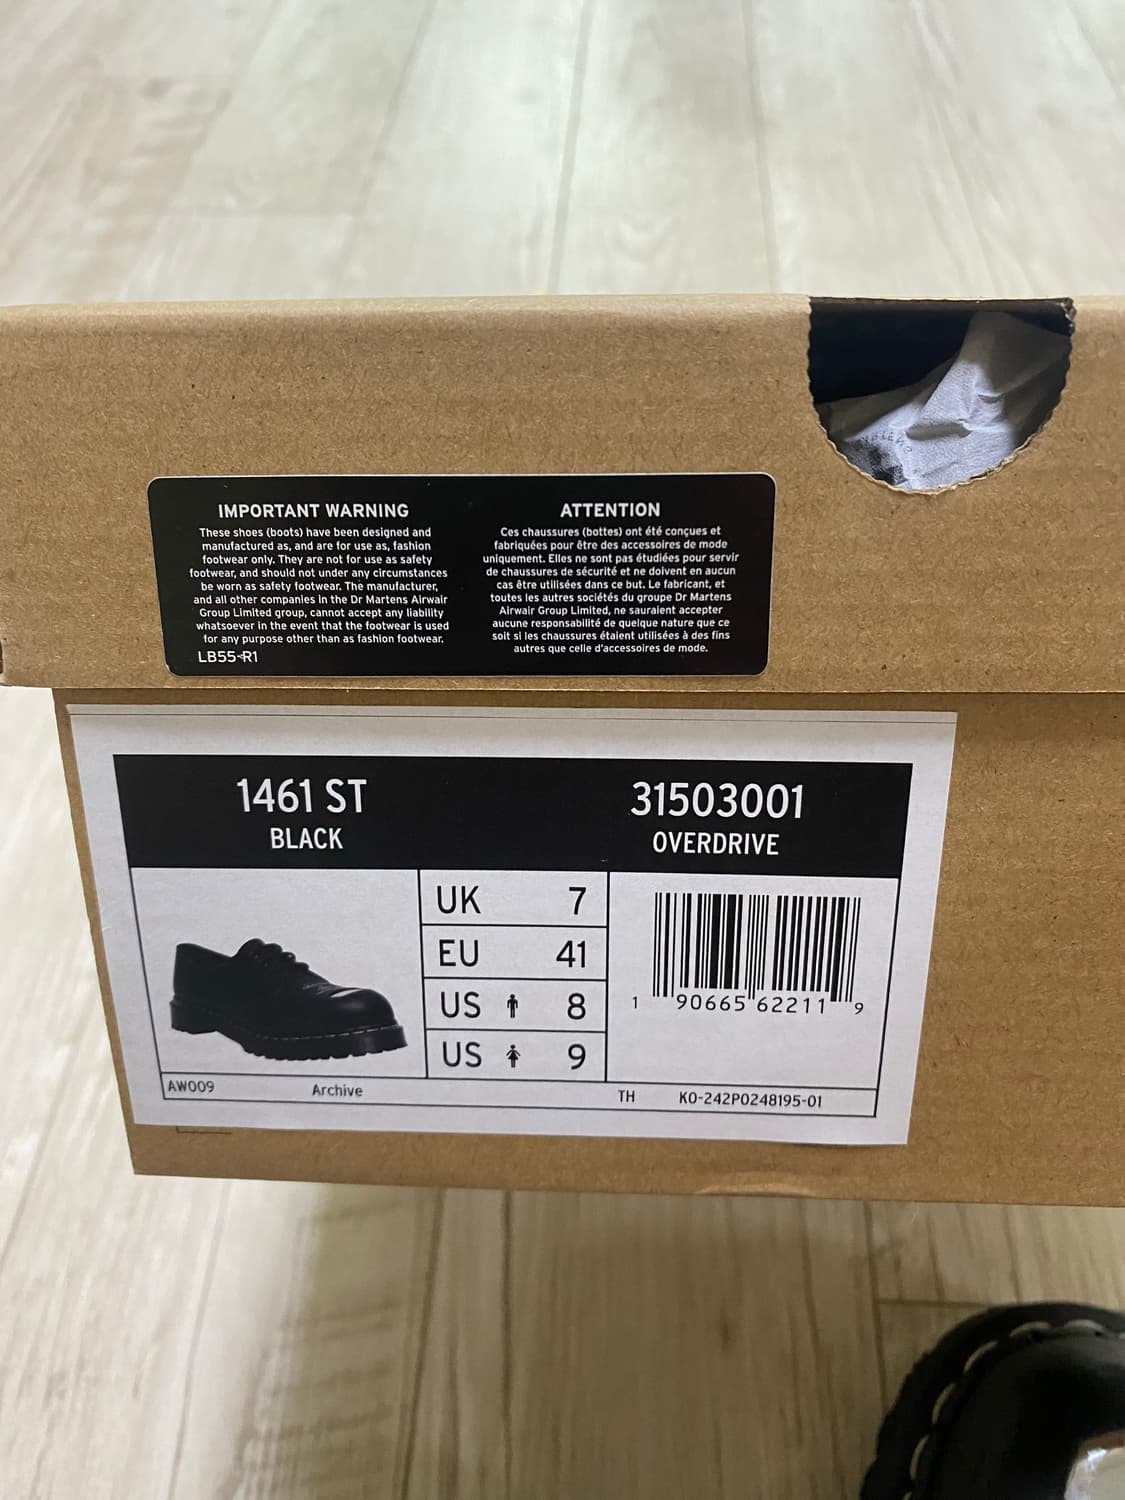 IMPORTANT WARNING
These shoes (boots) have been designed and
manufactured as, and are for use as, fashion
footwear only. They are not for use as safety
footwear, and should not under any circumstances
be worn as safety footwear. The manufacturer,
and all other companies in the Dr Martens Airwair
Group Limited group, cannot accept any liability
whatsoever in the event that the footwear is used
for any purpose other than as fashion footwear.
LB55-R1
ATTENTION
Ces chaussures (bottes) ont été conçues et
fabriquées pour être des accessoires de mode
uniquement. Elles ne sont pas étudiées pour servir
de chaussures de sécurité et ne doivent en aucun
cas être utilisées dans ce but. Le fabricant, et
toutes les autres sociétés du groupe Dr Martens
Airwair Group Limited, ne sauraient accepter
aucune responsabilité de quelque nature que ce
soit si les chaussures étaient utilisées à des fins
autres que celle d'accessoires de mode.
1461 ST
BLACK
31503001
OVERDRIVE
UK 7
EU 41
US 8
US 9
1 90665 62211 9
AW009 Archive TH K0-242P0248195-01